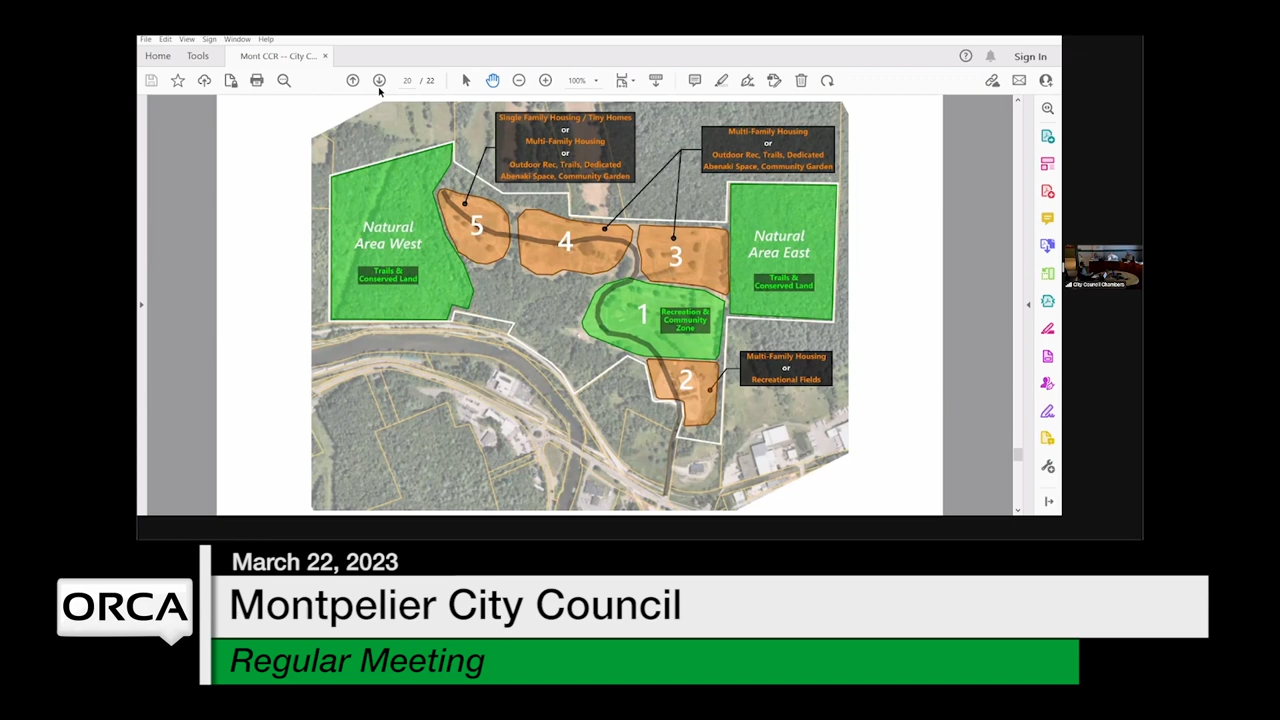 File Edit View Sign Window Help
Home Tools Mont CCR -- City C... × Sign In
20 / 22 100%
Single Family Housing / Tiny Homes
or
Multi-Family Housing
or
Outdoor Rec, Trails, Dedicated
Abenaki Space, Community Garden
Multi-Family Housing
or
Outdoor Rec, Trails, Dedicated
Abenaki Space, Community Garden
Natural
Area West
Trails &
Conserved Land
5
4
3
Natural
Area East
Trails &
Conserved Land
1
Recreation &
Community
Zone
2
Multi-Family Housing
or
Recreational Fields
City Council Chambers
March 22, 2023
ORCA
Montpelier City Council
Regular Meeting